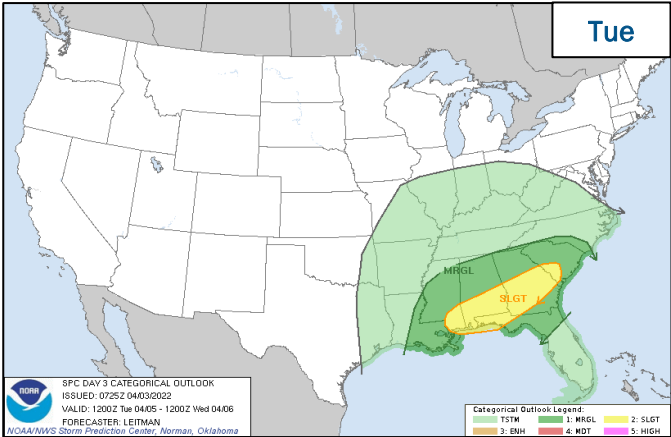 Tue
MRGL
SLGT
SPC DAY 3 CATEGORICAL OUTLOOK
ISSUED: 0725Z 04/03/2022
VALID: 1200Z Tue 04/05 - 1200Z Wed 04/06
FORECASTER: LEITMAN
NOAA/NWS Storm Prediction Center, Norman, Oklahoma
NOAA
Categorical Outlook Legend:
TSTM 1: MRGL 2: SLGT
3: ENH 4: MDT 5: HIGH